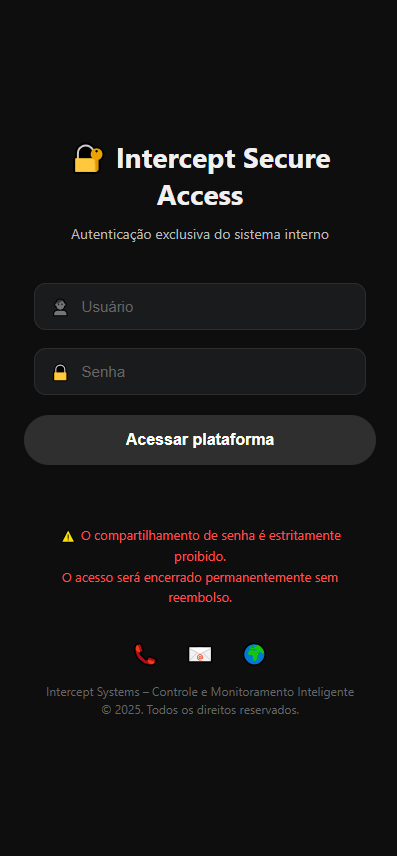 Intercept Secure
Access
Autenticação exclusiva do sistema interno
Usuário
Senha
Acessar plataforma
O compartilhamento de senha é estritamente
proibido.
O acesso será encerrado permanentemente sem
reembolso.
Intercept Systems – Controle e Monitoramento Inteligente
© 2025. Todos os direitos reservados.